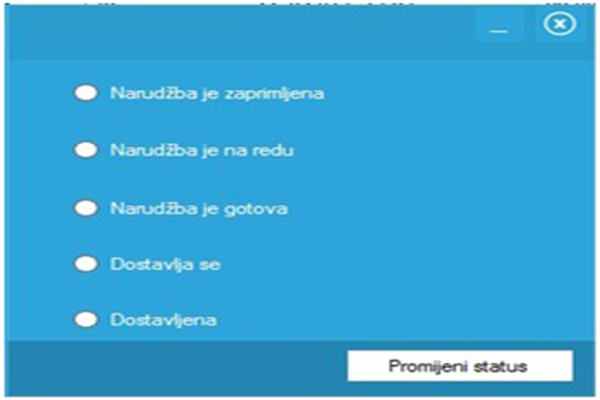 Narudžba je zaprimljena
Narudžba je na redu
Narudžba je gotova
Dostavlja se
Dostavljena
Promijeni status